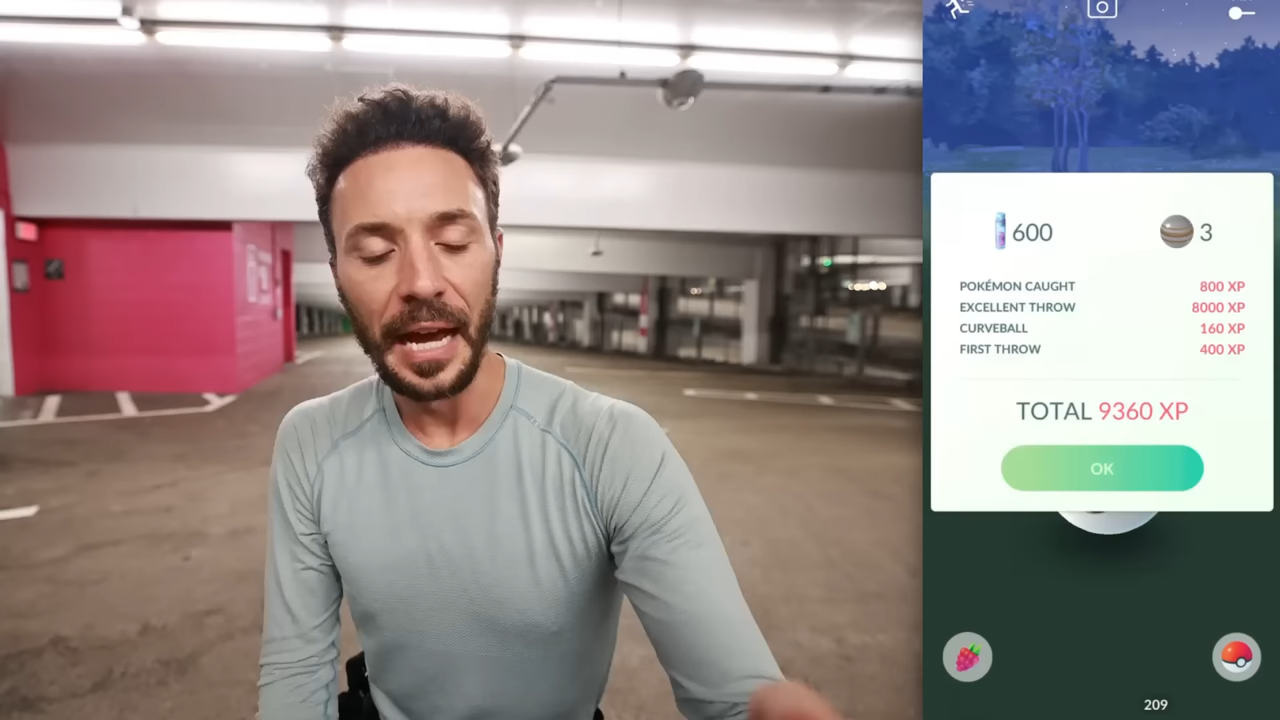 600
3
POKÉMON CAUGHT 800 XP
EXCELLENT THROW 8000 XP
CURVEBALL 160 XP
FIRST THROW 400 XP
TOTAL 9360 XP
OK
209